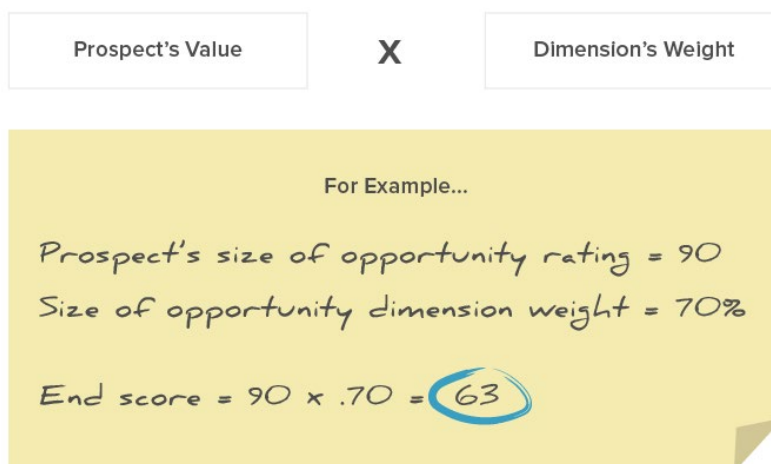 Prospect's Value X Dimension's Weight
For Example...
Prospect's size of opportunity rating = 90
Size of opportunity dimension weight = 70%
End score = 90 x .70 = 63